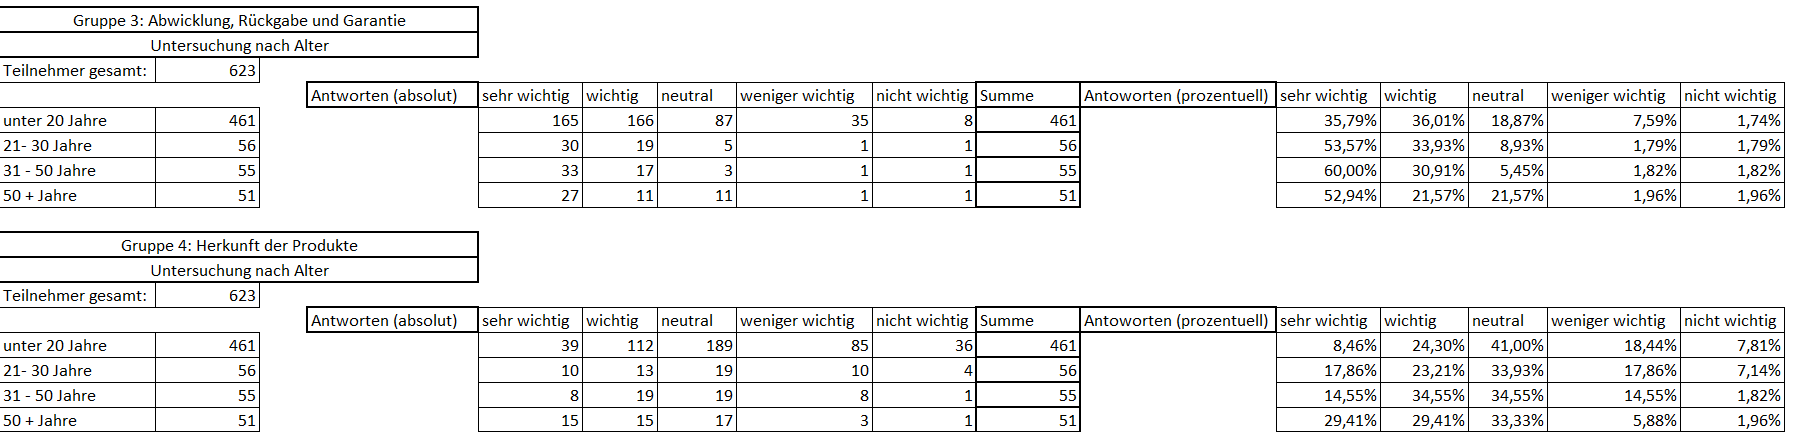 Gruppe 3: Abwicklung, Rückgabe und Garantie
Untersuchung nach Alter
Teilnehmer gesamt: 623
Antworten (absolut) sehr wichtig wichtig neutral weniger wichtig nicht wichtig Summe Antoworten (prozentuell) sehr wichtig wichtig neutral weniger wichtig nicht wichtig
unter 20 Jahre 461 165 166 87 35 8 461 35,79% 36,01% 18,87% 7,59% 1,74%
21- 30 Jahre 56 30 19 5 1 1 56 53,57% 33,93% 8,93% 1,79% 1,79%
31 - 50 Jahre 55 33 17 3 1 1 55 60,00% 30,91% 5,45% 1,82% 1,82%
50 + Jahre 51 27 11 11 1 1 51 52,94% 21,57% 21,57% 1,96% 1,96%
Gruppe 4: Herkunft der Produkte
Untersuchung nach Alter
Teilnehmer gesamt: 623
Antworten (absolut) sehr wichtig wichtig neutral weniger wichtig nicht wichtig Summe Antoworten (prozentuell) sehr wichtig wichtig neutral weniger wichtig nicht wichtig
unter 20 Jahre 461 39 112 189 85 36 461 8,46% 24,30% 41,00% 18,44% 7,81%
21- 30 Jahre 56 10 13 19 10 4 56 17,86% 23,21% 33,93% 17,86% 7,14%
31 - 50 Jahre 55 8 19 19 8 1 55 14,55% 34,55% 34,55% 14,55% 1,82%
50 + Jahre 51 15 15 17 3 1 51 29,41% 29,41% 33,33% 5,88% 1,96%